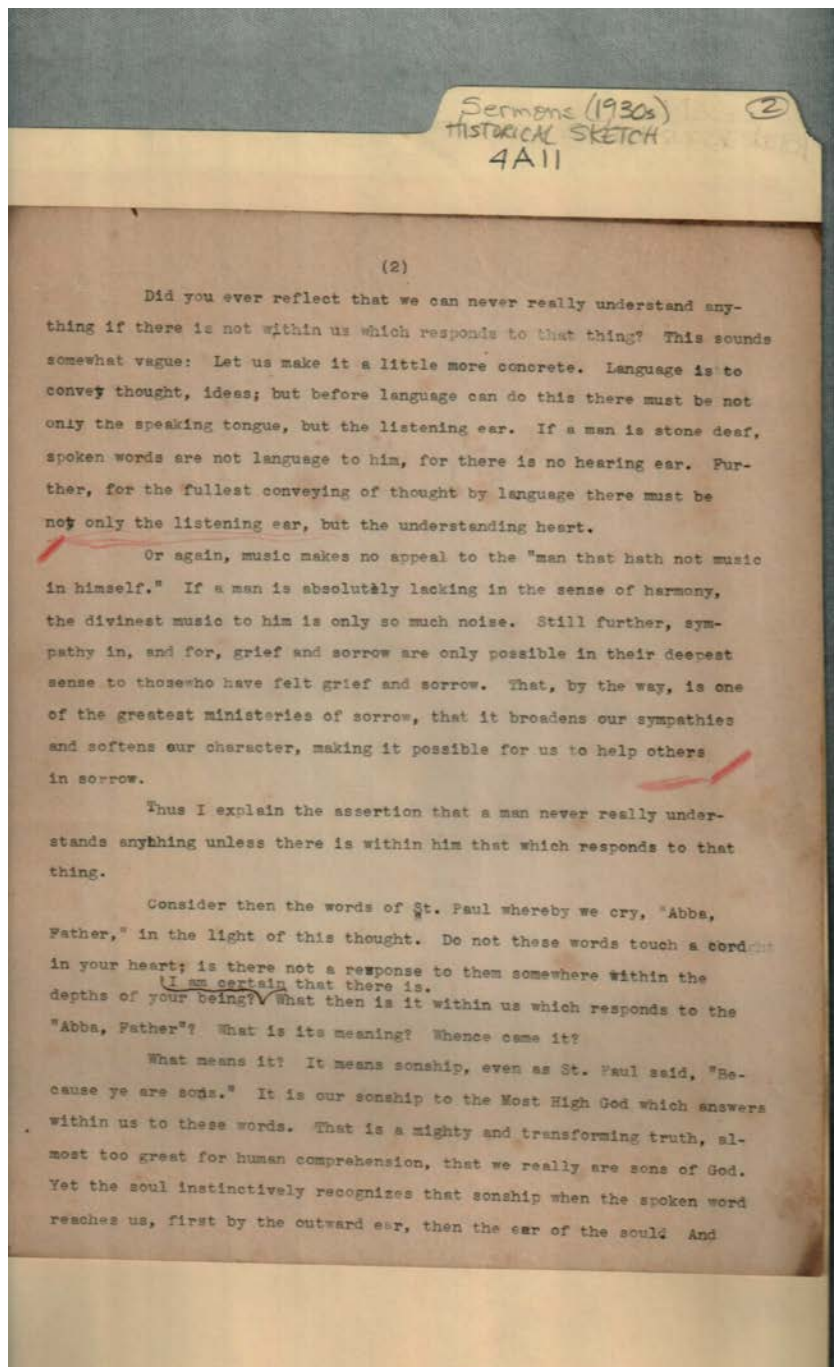 Sermons (1930s) 2
HISTORICAL SKETCH
4A11
(2)
Did you ever reflect that we can never really understand any-
thing if there is not within us which responds to that thing? This sounds
somewhat vague: Let us make it a little more concrete. Language is to
convey thought, ideas; but before language can do this there must be not
only the speaking tongue, but the listening ear. If a man is stone deaf,
spoken words are not language to him, for there is no hearing ear. Fur-
ther, for the fullest conveying of thought by language there must be
not only the listening ear, but the understanding heart.
Or again, music makes no appeal to the "man that hath not music
in himself." If a man is absolutely lacking in the sense of harmony,
the divinest music to him is only so much noise. Still further, sym-
pathy in, and for, grief and sorrow are only possible in their deepest
sense to thosewho have felt grief and sorrow. That, by the way, is one
of the greatest ministeries of sorrow, that it broadens our sympathies
and softens our character, making it possible for us to help others
in sorrow.
Thus I explain the assertion that a man never really under-
stands anything unless there is within him that which responds to that
thing.
Consider then the words of St. Paul whereby we cry, "Abba,
Father," in the light of this thought. Do not these words touch a cord
in your heart; is there not a response to them somewhere within the
I am certain that there is.
depths of your being? What then is it within us which responds to the
"Abba, Father"? What is its meaning? Whence came it?
What means it? It means sonship, even as St. Paul said, "Be-
cause ye are sons." It is our sonship to the Most High God which answers
within us to these words. That is a mighty and transforming truth, al-
most too great for human comprehension, that we really are sons of God.
Yet the soul instinctively recognizes that sonship when the spoken word
reaches us, first by the outward ear, then the ear of the sould And